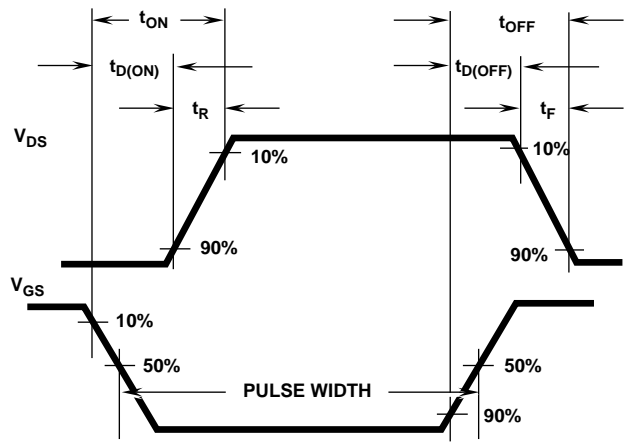 tON
tOFF
tD(ON)
tD(OFF)
tR
tF
VDS
10%
10%
90%
90%
VGS
10%
50%
PULSE WIDTH
50%
90%